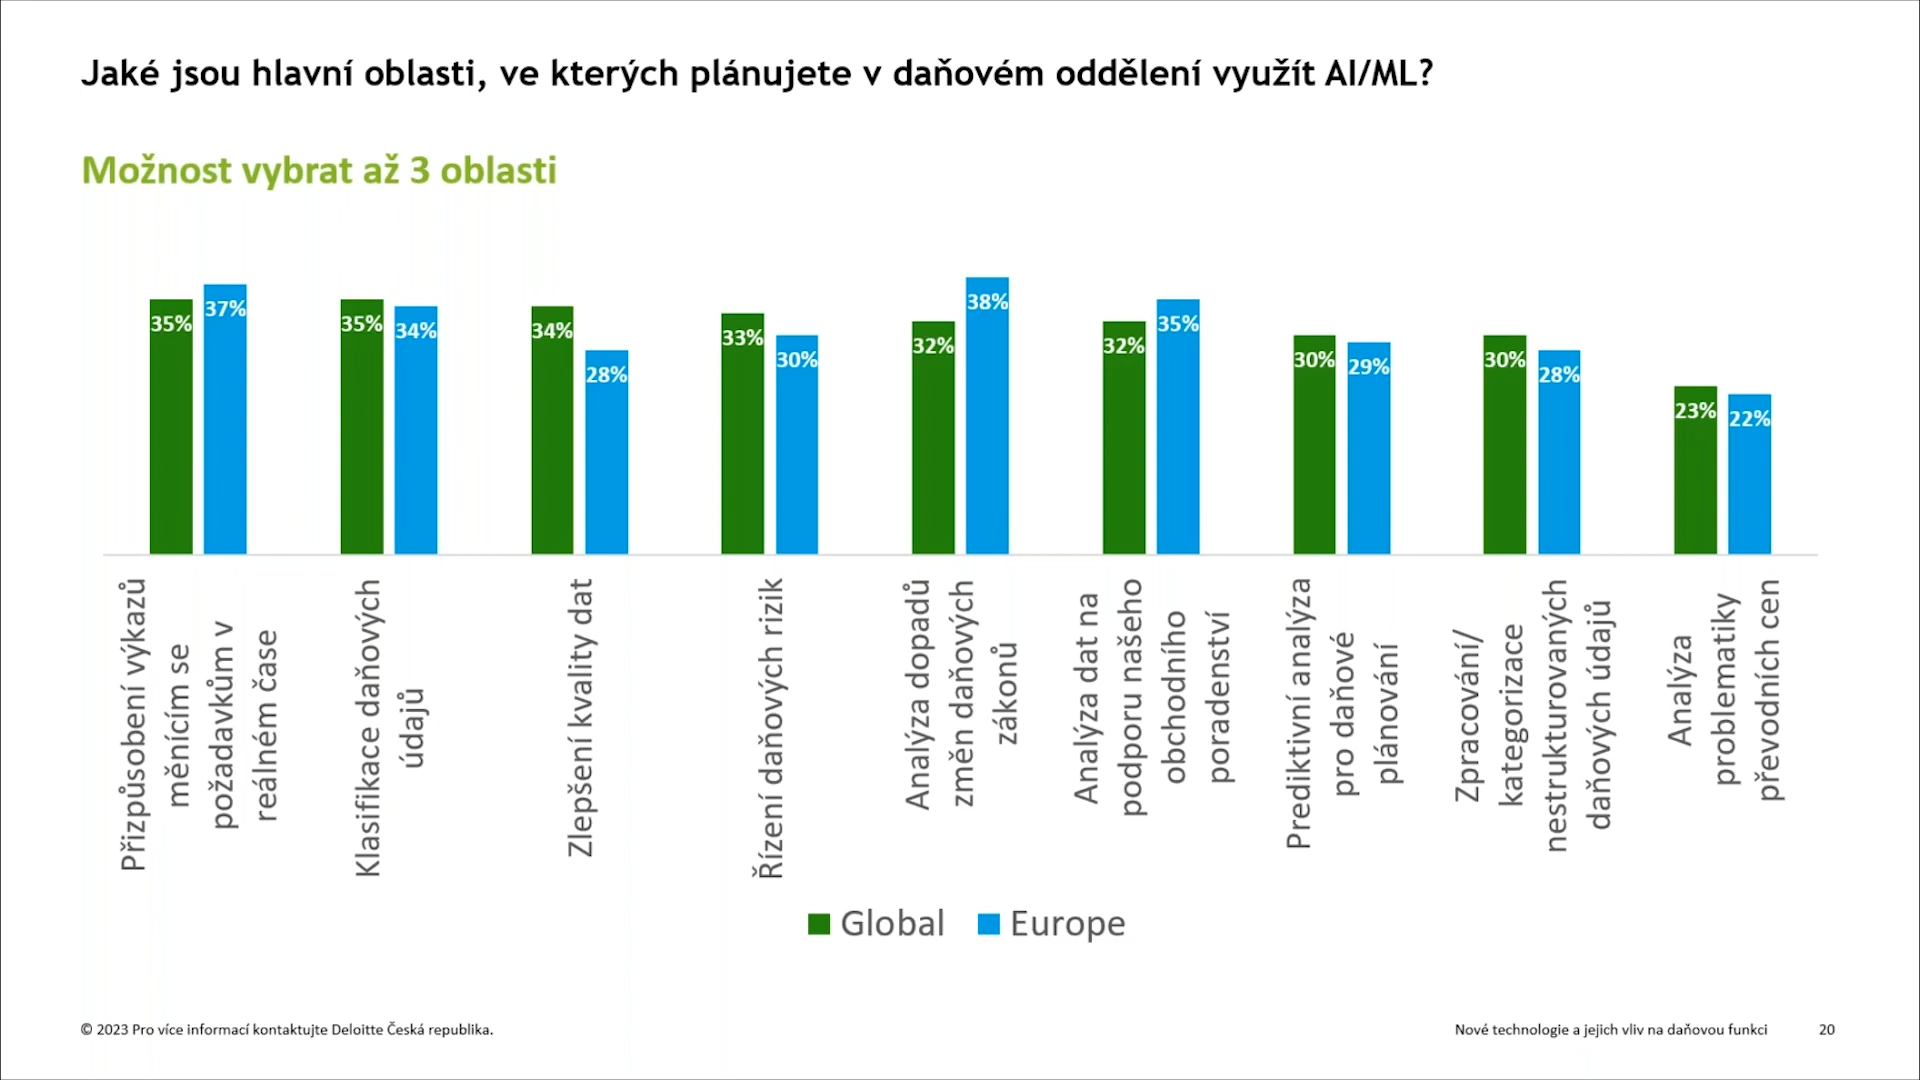 Jaké jsou hlavní oblasti, ve kterých plánujete v daňovém oddělení využít AI/ML?
Možnost vybrat až 3 oblasti
35%
37%
35%
34%
34%
28%
33%
30%
32%
38%
32%
35%
30%
29%
30%
28%
23%
22%
Přizpůsobení výkazů
měnícím se
požadavkům v
reálném čase
Klasifikace daňových
údajů
Zlepšení kvality dat
Řízení daňových rizik
Analýza dopadů
změn daňových
zákonů
Analýza dat na
podporu našeho
obchodního
poradenství
Prediktivní analýza
pro daňové
plánování
Zpracování/
kategorizace
nestrukturovaných
daňových údajů
Analýza
problematiky
převodních cen
Global
Europe
© 2023 Pro více informací kontaktujte Deloitte Česká republika.
Nové technologie a jejich vliv na daňovou funkci
20